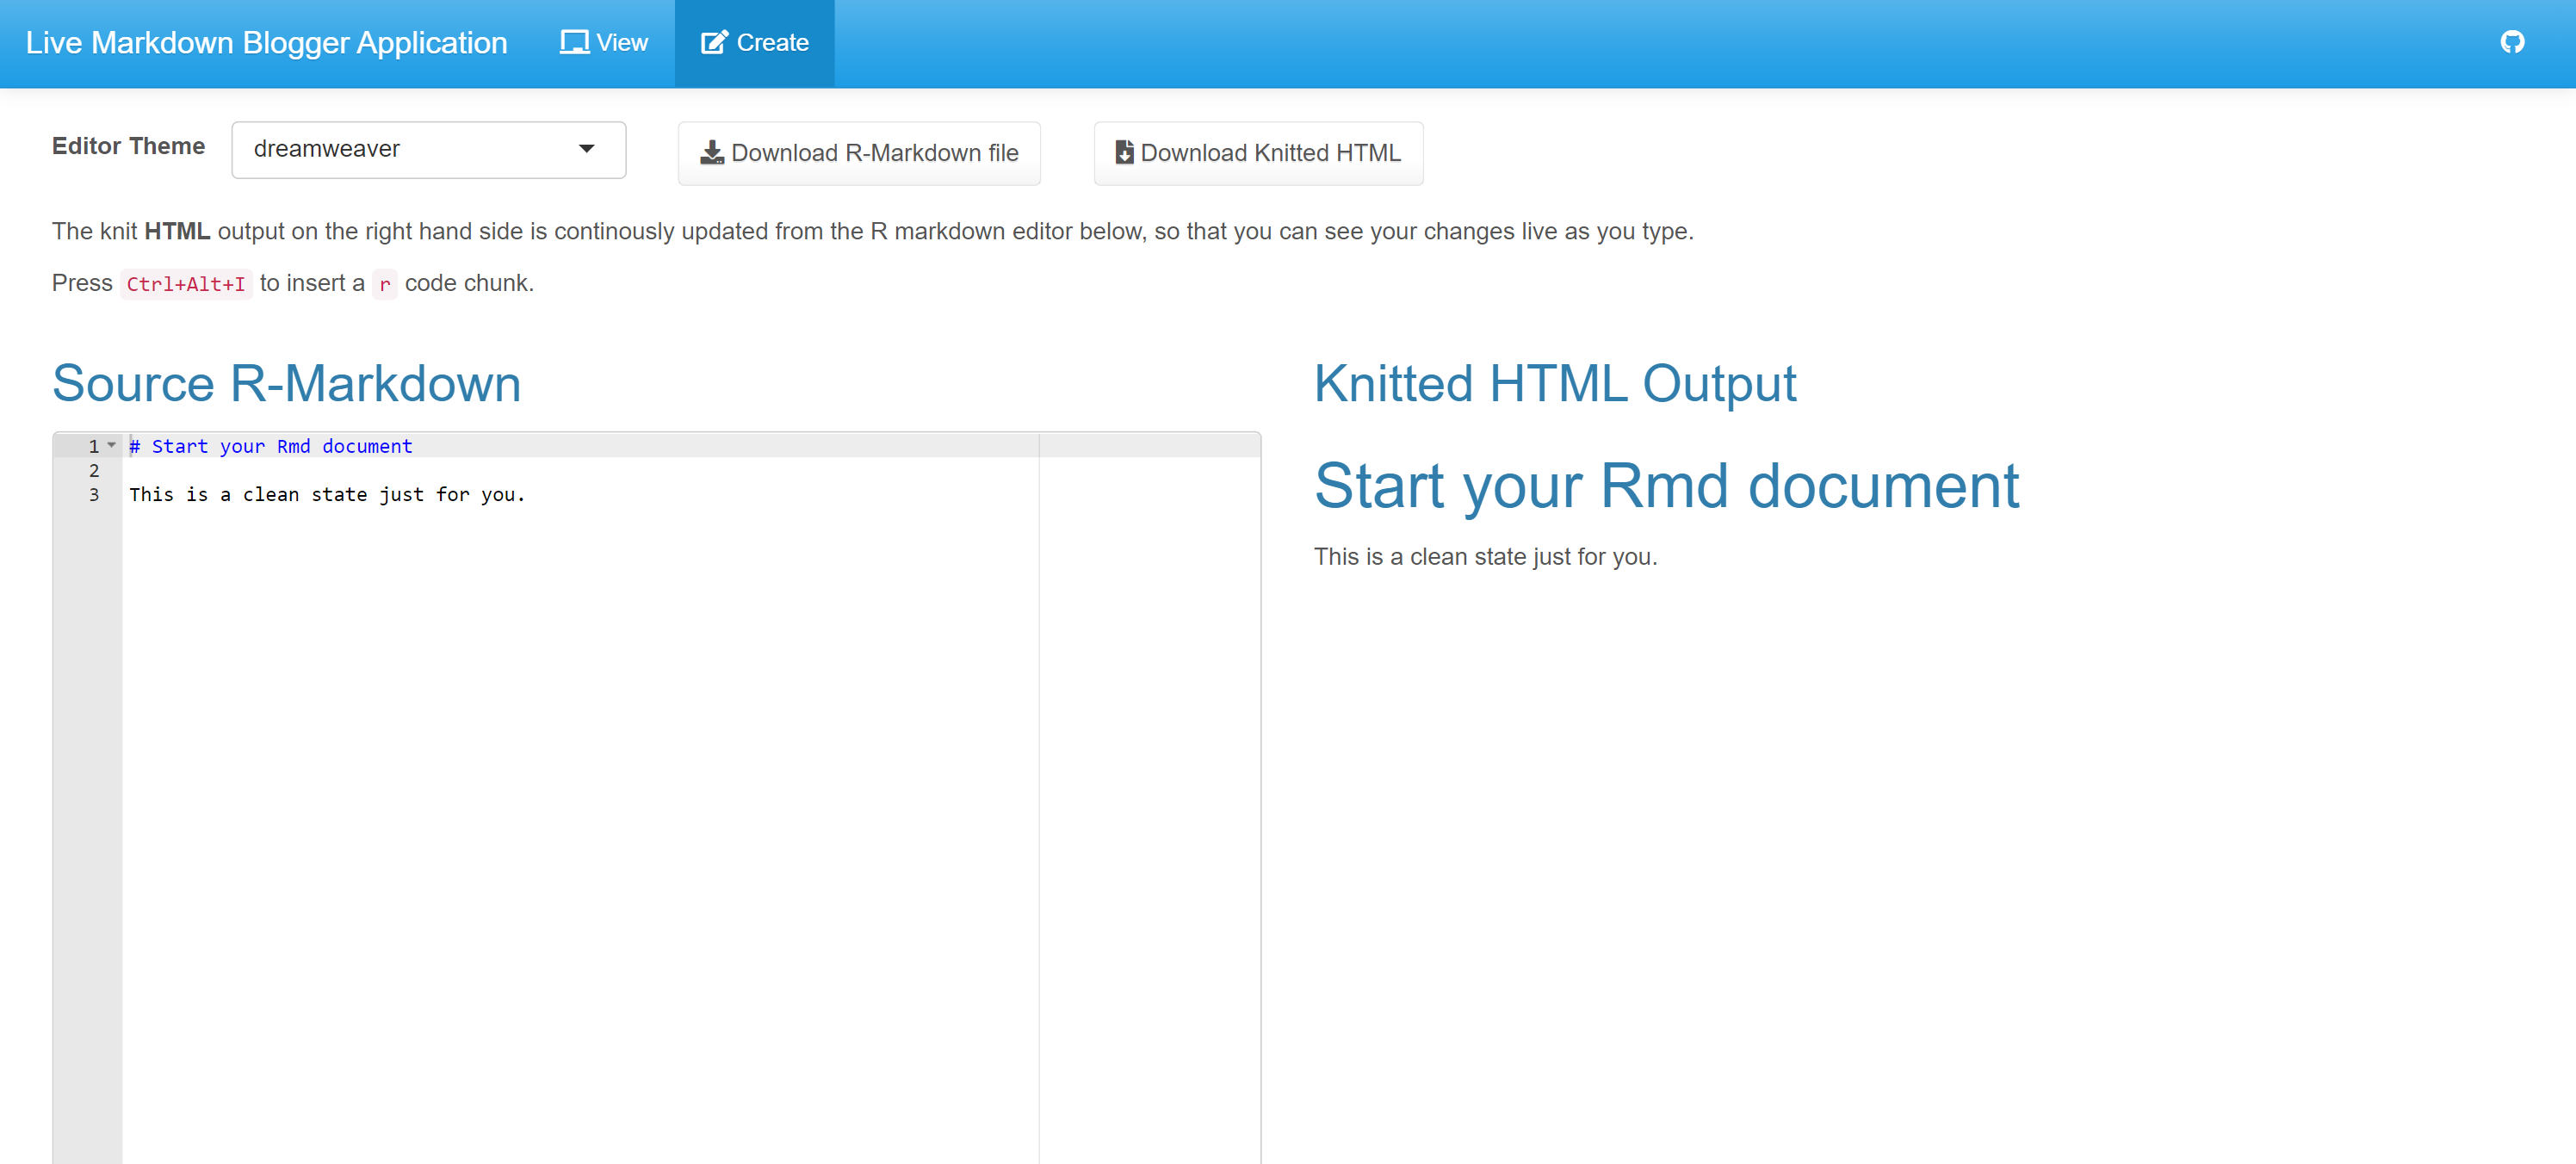 Live Markdown Blogger Application View Create
Editor Theme dreamweaver Download R-Markdown file Download Knitted HTML
The knit HTML output on the right hand side is continously updated from the R markdown editor below, so that you can see your changes live as you type.
Press Ctrl+Alt+I to insert a r code chunk.
Source R-Markdown
1 # Start your Rmd document
2
3 This is a clean state just for you.
Knitted HTML Output
Start your Rmd document
This is a clean state just for you.